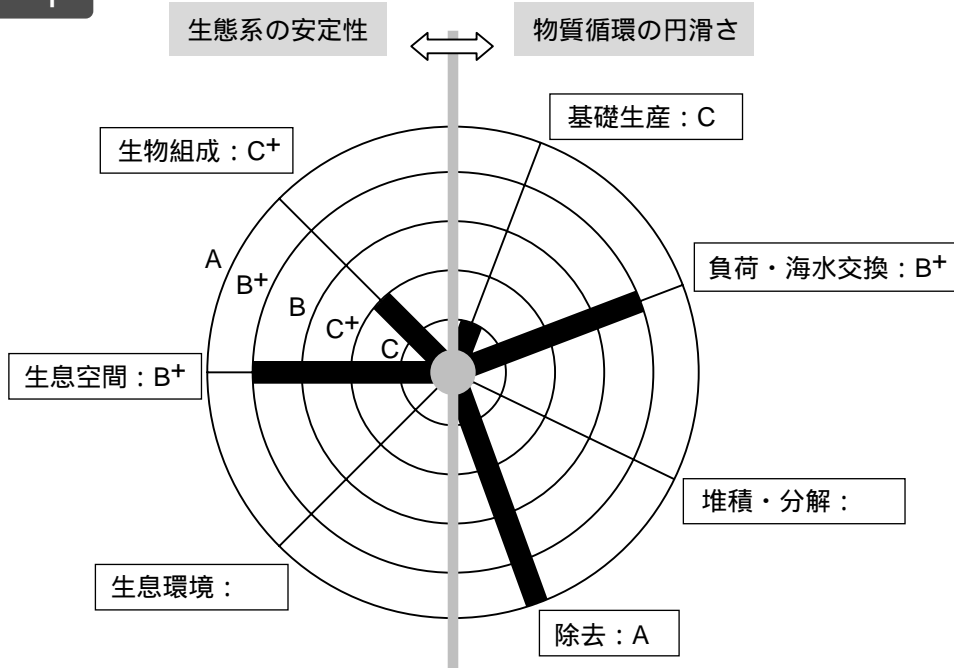 生態系の安定性
物質循環の円滑さ
基礎生産：C
生物組成：C+
負荷・海水交換：B+
A
B+
B
C+
C
生息空間：B+
堆積・分解：
生息環境：
除去：A